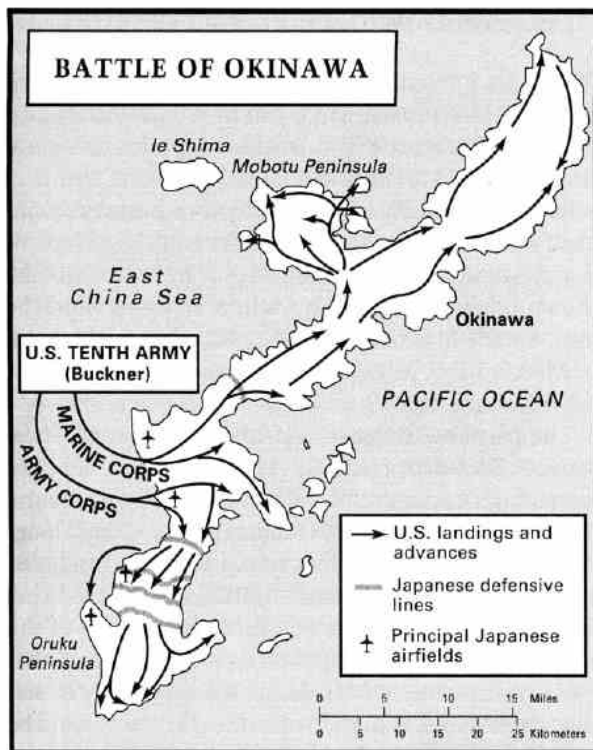 BATTLE OF OKINAWA
Ie Shima
Mobotu Peninsula
East
China Sea
Okinawa
U.S. TENTH ARMY
(Buckner)
PACIFIC OCEAN
MARINE CORPS
ARMY CORPS
U.S. landings and
advances
Japanese defensive
lines
Principal Japanese
airfields
Oruku
Peninsula
0 5 10 15 Miles
0 5 10 15 20 25 Kilometers